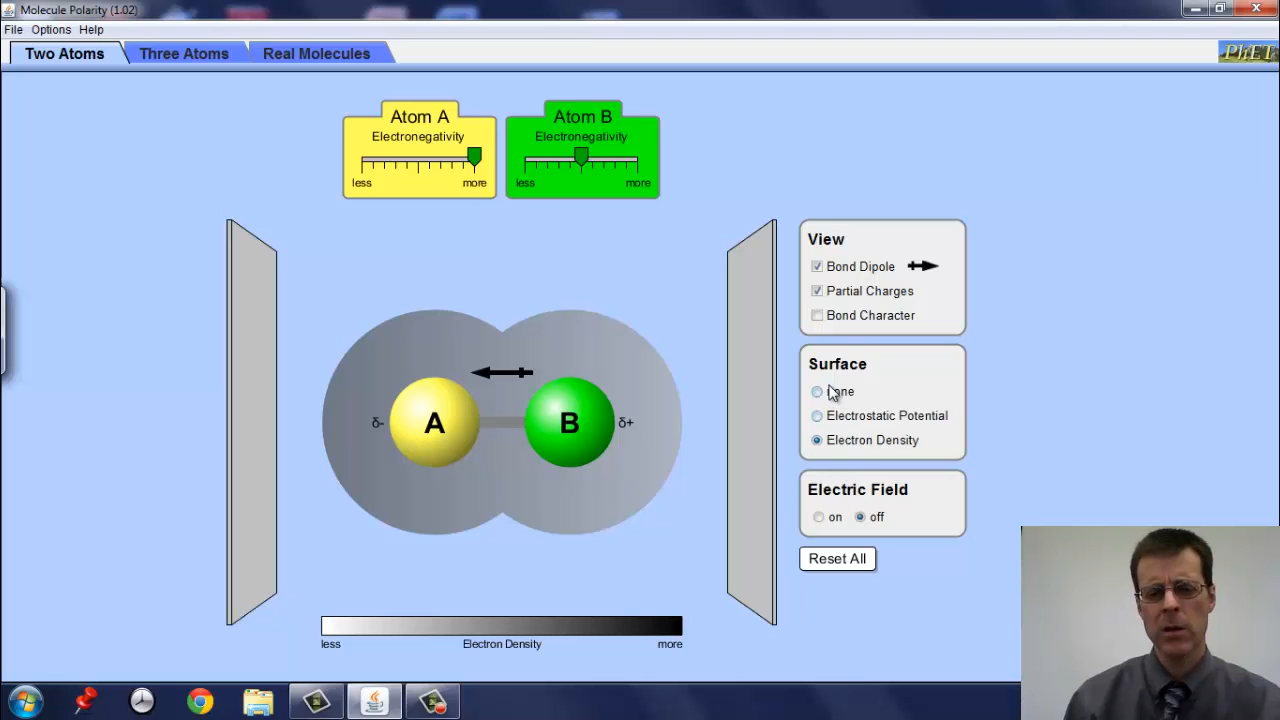 Molecule Polarity (1.02)
File Options Help
Two Atoms Three Atoms Real Molecules
PhET
Atom A
Electronegativity
less more
Atom B
Electronegativity
less more
View
Bond Dipole
Partial Charges
Bond Character
Surface
Electrostatic Potential
Electron Density
Electric Field
on off
Reset All
δ- A B δ+
less Electron Density more